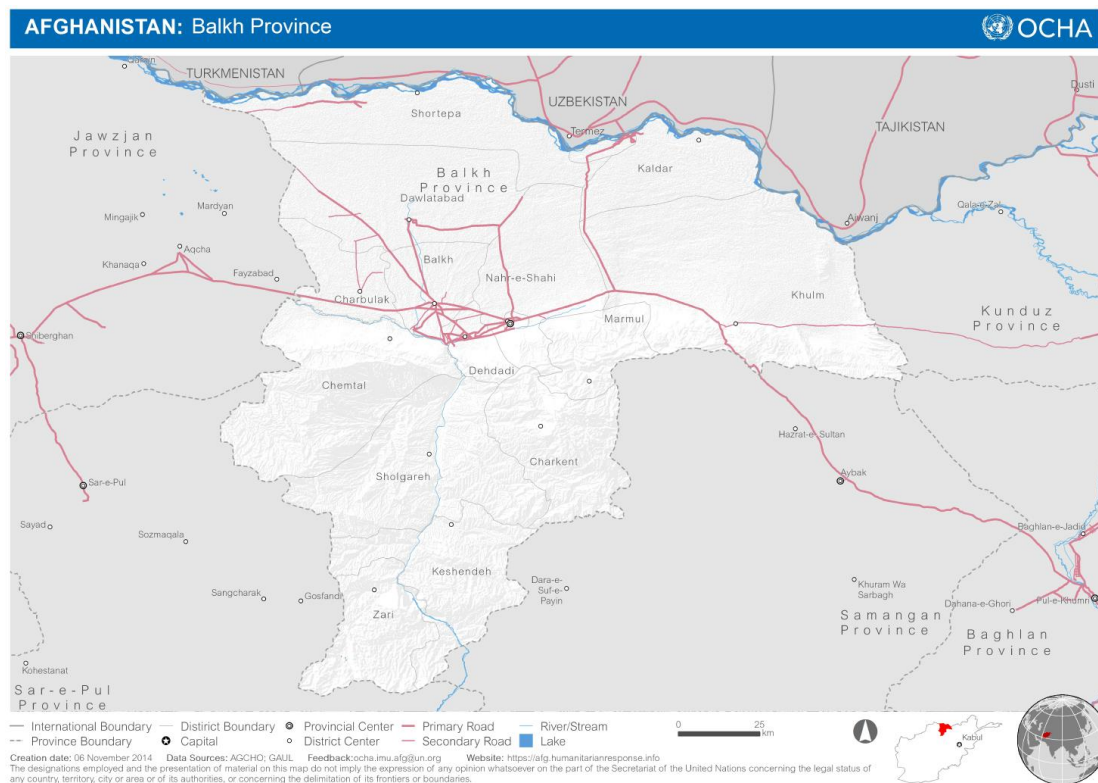 AFGHANISTAN: Balkh Province
OCHA
Qarqin
TURKMENISTAN
UZBEKISTAN
TAJIKISTAN
Dusti
Shortepa
Termez
Jawzjan
Province
Balkh
Province
Kaldar
Dawlatabad
Mingajik
Mardyan
Qala-e-Zal
Aiwanj
Aqcha
Khanaqa
Fayzabad
Balkh
Nahr-e-Shahi
Charbulak
Khulm
Kunduz
Province
Marmul
Shiberghan
Dehdadi
Chemtal
Hazrat-e- Sultan
Charkent
Sholgareh
Aybak
Sar-e-Pul
Sayad
Sozmaqala
Baghlan-e-Jadid
Keshendeh
Dara-e-
Suf-e-
Payin
Khuram Wa
Sarbagh
Sangcharak
Gosfandi
Zari
Samangan
Province
Dahana-e-Ghori
Pul-e-Khumri
Baghlan
Province
Kohestanat
Sar-e-Pul
Province
International Boundary
District Boundary
Provincial Center
Primary Road
River/Stream
0 25
km
Province Boundary
Capital
District Center
Secondary Road
Lake
Kabul
Creation date: 06 November 2014 Data Sources: AGCHO; GAUL Feedback:ocha.imu.afg@un.org Website: https://afg.humanitarianresponse.info
The designations employed and the presentation of material on this map do not imply the expression of any opinion whatsoever on the part of the Secretariat of the United Nations concerning the legal status of
any country, territory, city or area or of its authorities, or concerning the delimitation of its frontiers or boundaries.